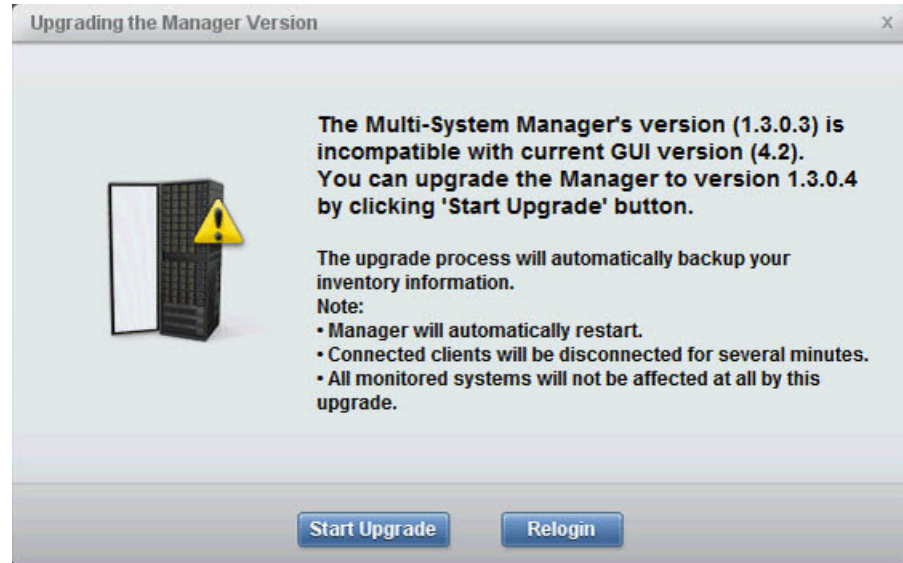 Upgrading the Manager Version
x
The Multi-System Manager's version (1.3.0.3) is
incompatible with current GUI version (4.2).
You can upgrade the Manager to version 1.3.0.4
by clicking 'Start Upgrade' button.
The upgrade process will automatically backup your
inventory information.
Note:
• Manager will automatically restart.
• Connected clients will be disconnected for several minutes.
• All monitored systems will not be affected at all by this
upgrade.
Start Upgrade
Relogin